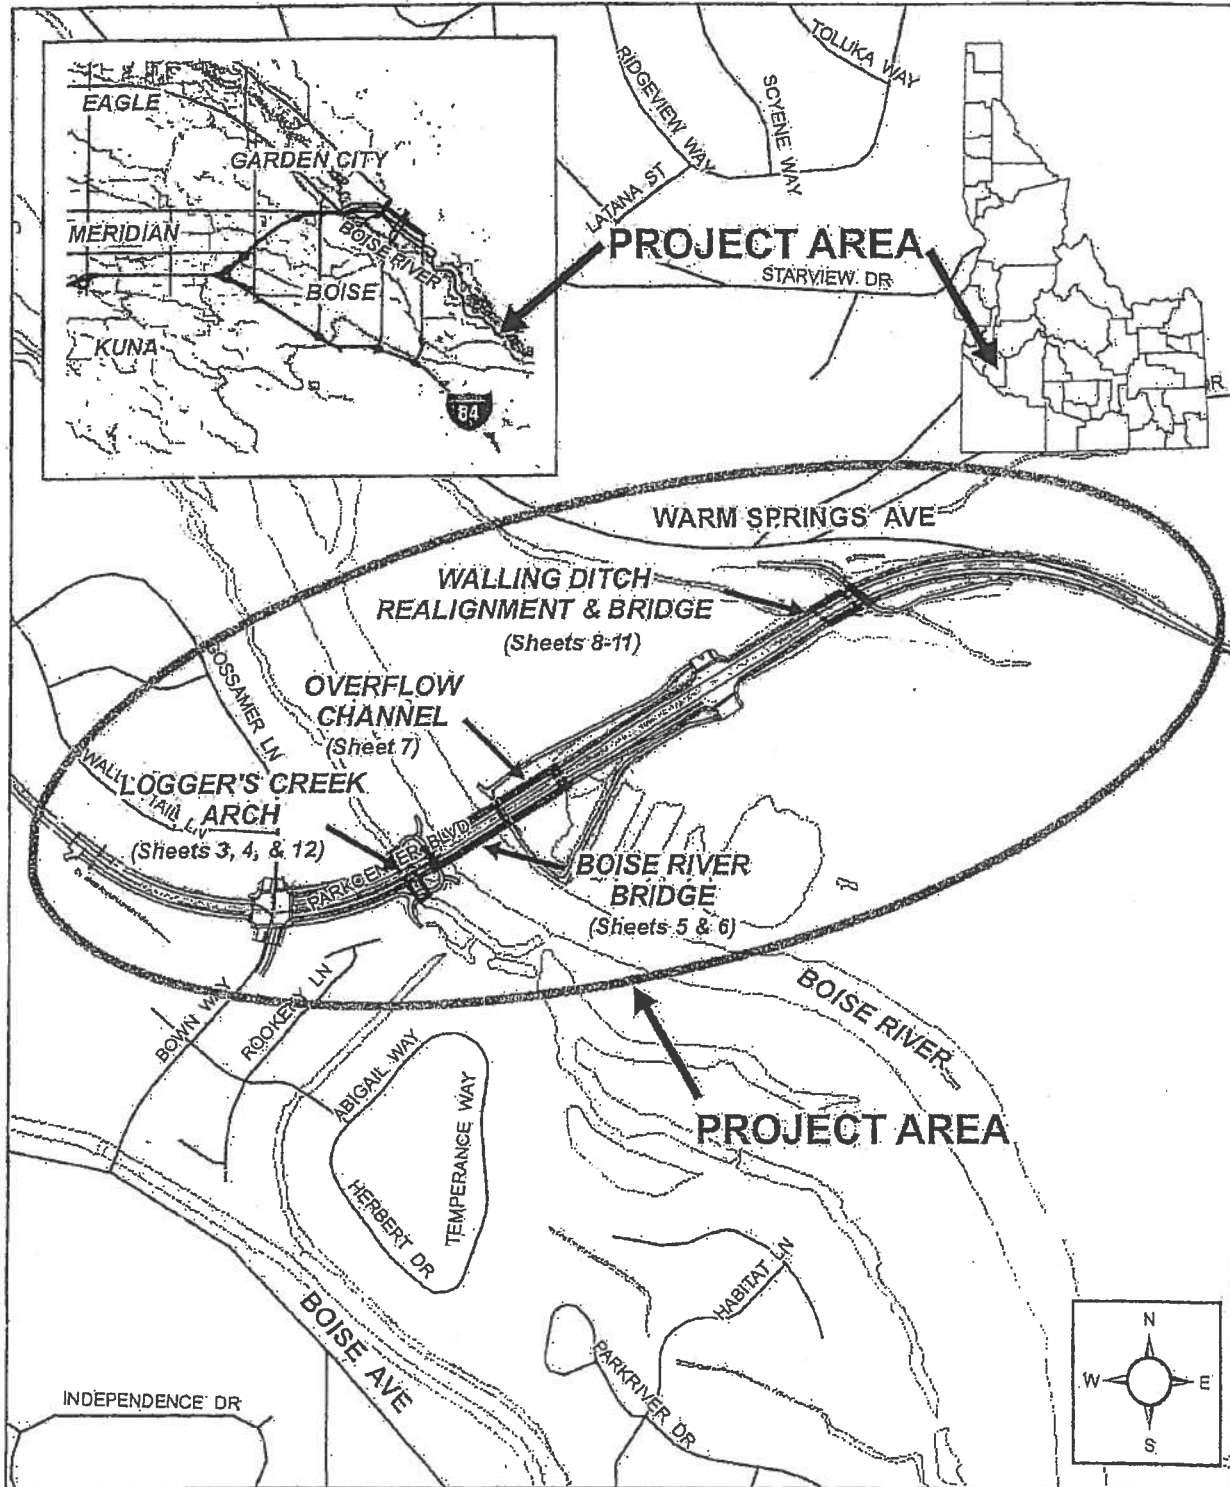 EAGLE
GARDEN CITY
MERIDIAN
BOISE RIVER
BOISE
KUNA
84
RIDGEVIEW WAY
TOLUKA WAY
SCYENE WAY
LATANA ST
PROJECT AREA
STARVIEW DR
WARM SPRINGS AVE
WALLING DITCH
REALIGNMENT & BRIDGE
(Sheets 8-11)
OVERFLOW
CHANNEL
(Sheet 7)
GOSSAMER LN
LOGGER'S CREEK
ARCH
(Sheets 3, 4, & 12)
PARKCENTER BLVD
BOISE RIVER
BRIDGE
(Sheets 5 & 6)
BOWN WAY
ROOKERY LN
ABIGAIL WAY
TEMPERANCE WAY
HERBERT DR
BOISE RIVER
PROJECT AREA
BOISE AVE
HABITAT LN
PARKRIVER DR
INDEPENDENCE DR
N
W
E
S